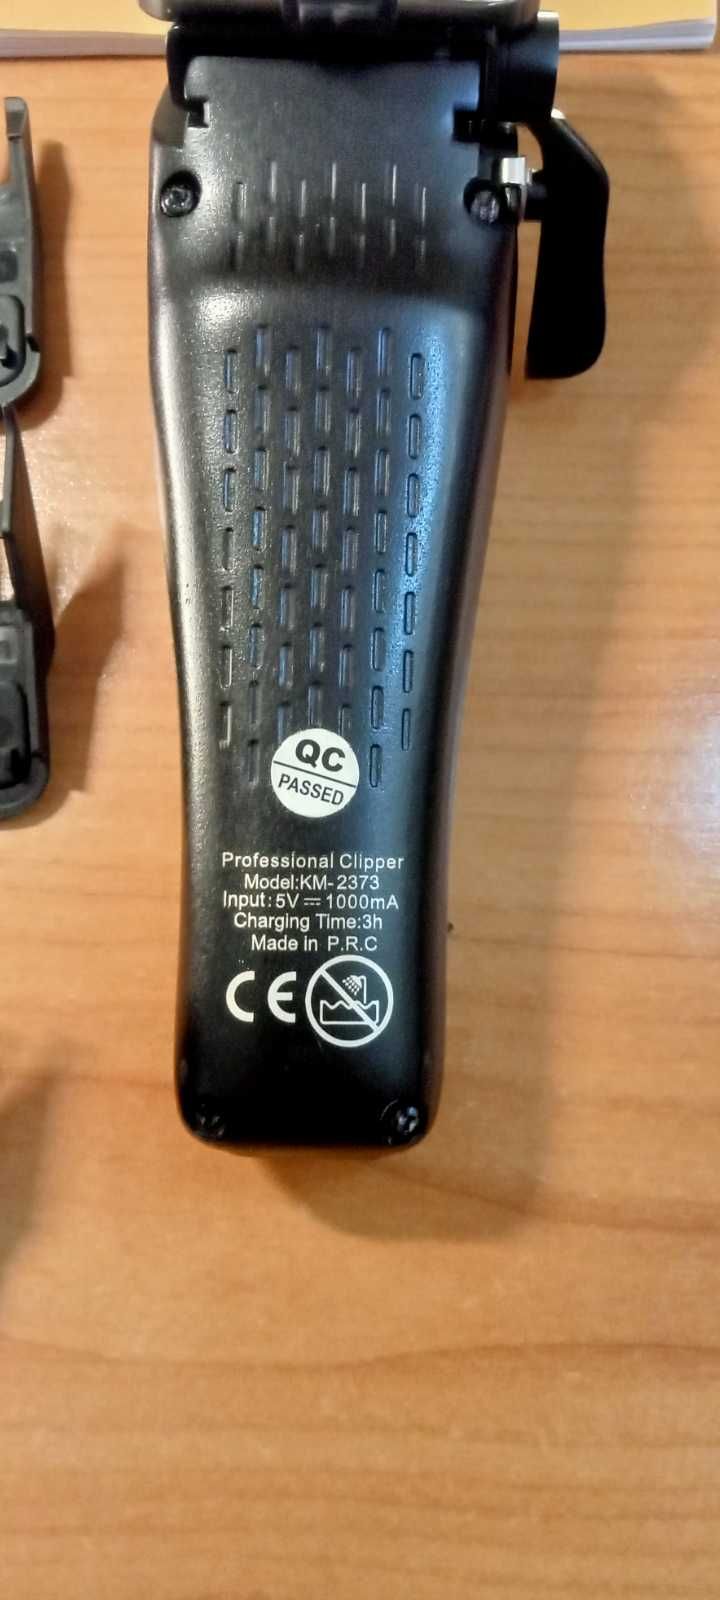 QC
PASSED
Professional Clipper
Model:KM-2373
Input:5V⎓1000mA
Charging Time:3h
Made in P.R.C
CE